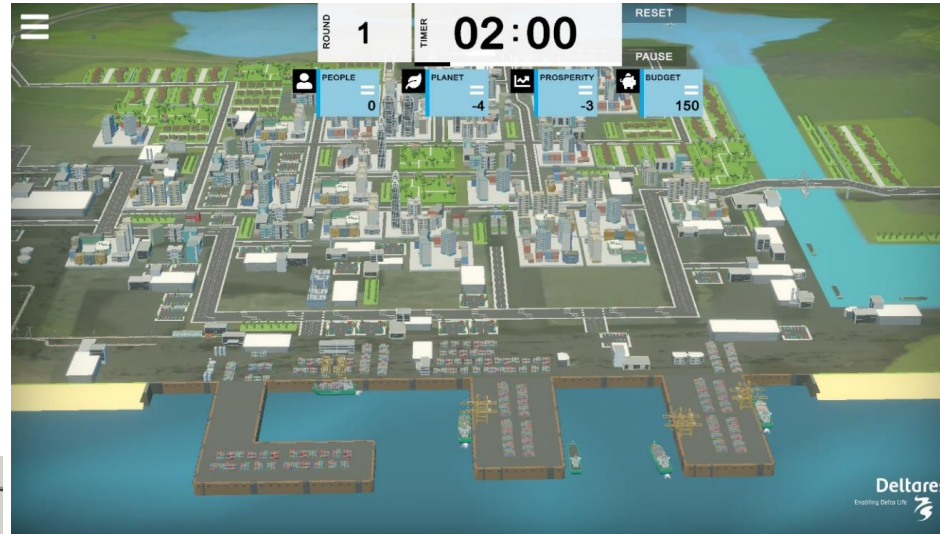 ROUND
1
TIMER
02:00
RESET
PAUSE
PEOPLE
0
PLANET
-4
PROSPERITY
-3
BUDGET
150
Deltares
Enabling Delta Life